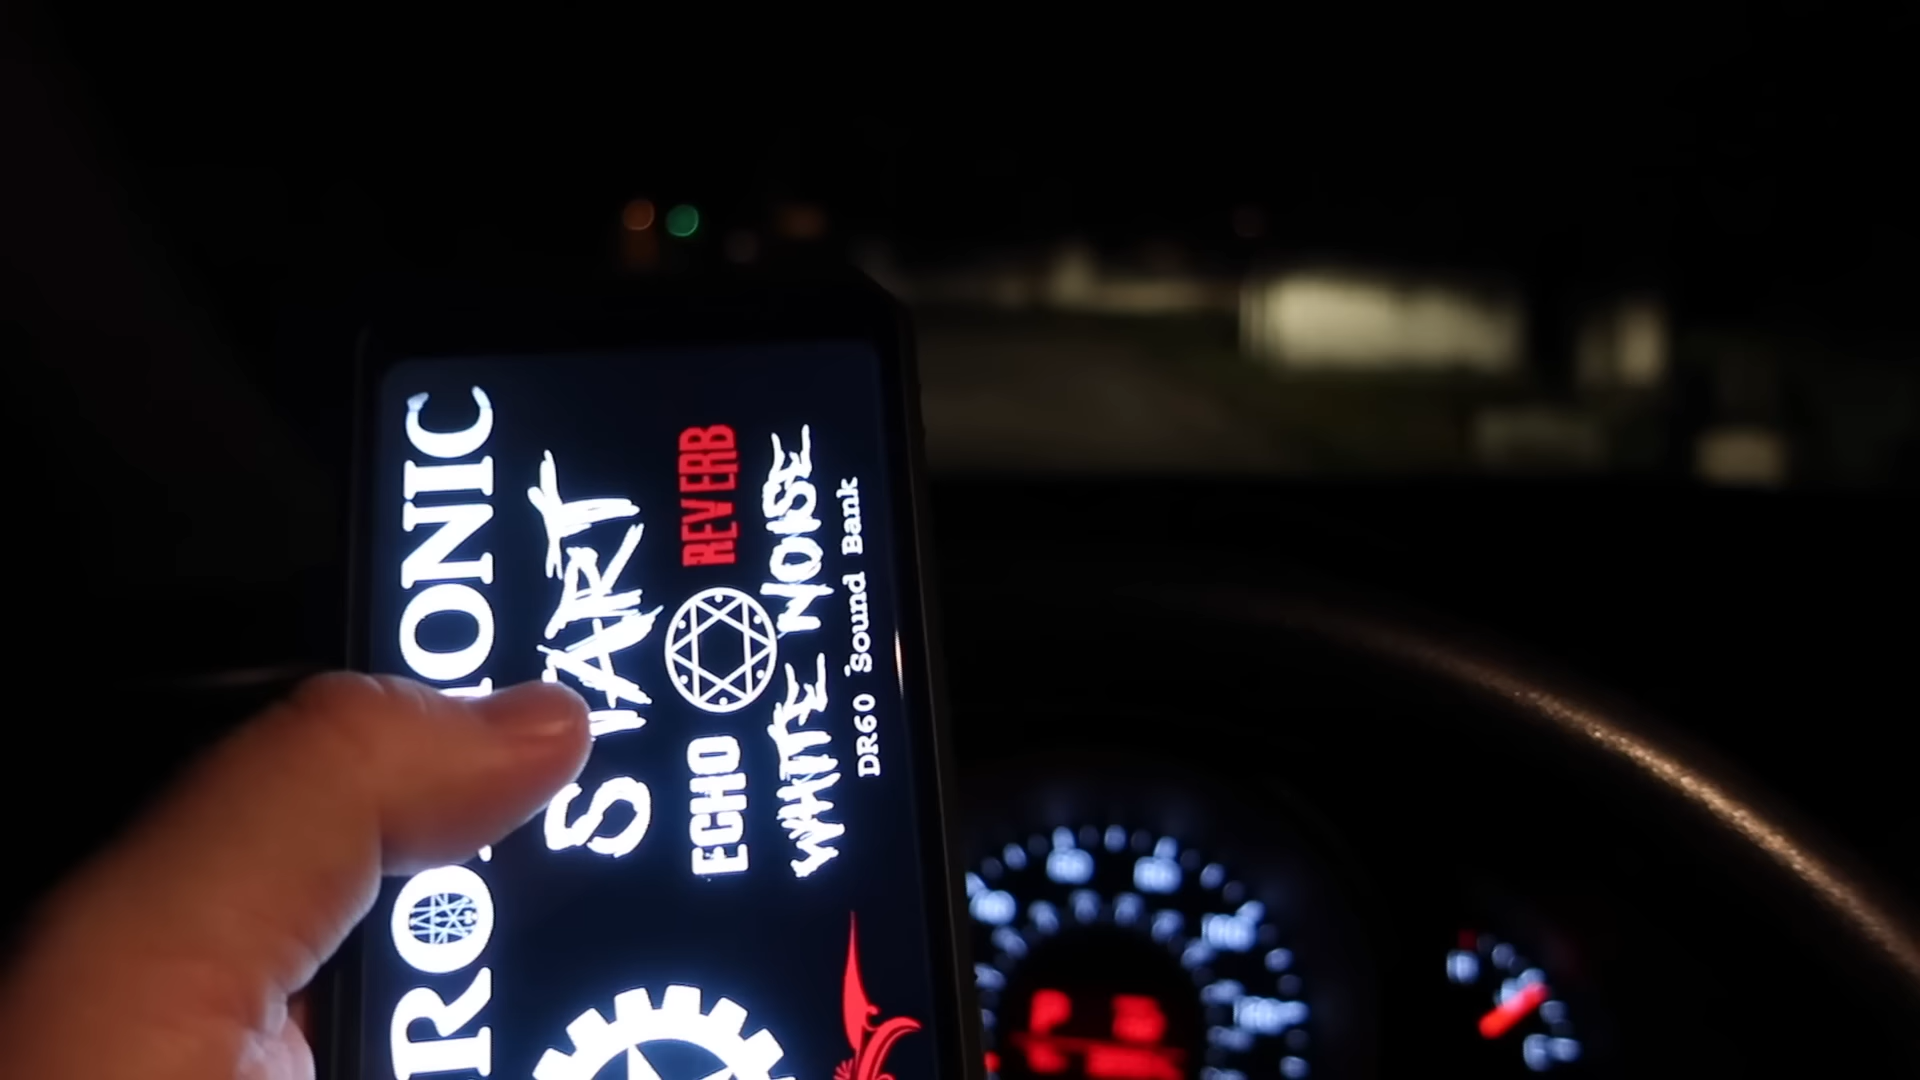 START
ECHO REVERB
WHITE NOISE
DR60 Sound Bank
P